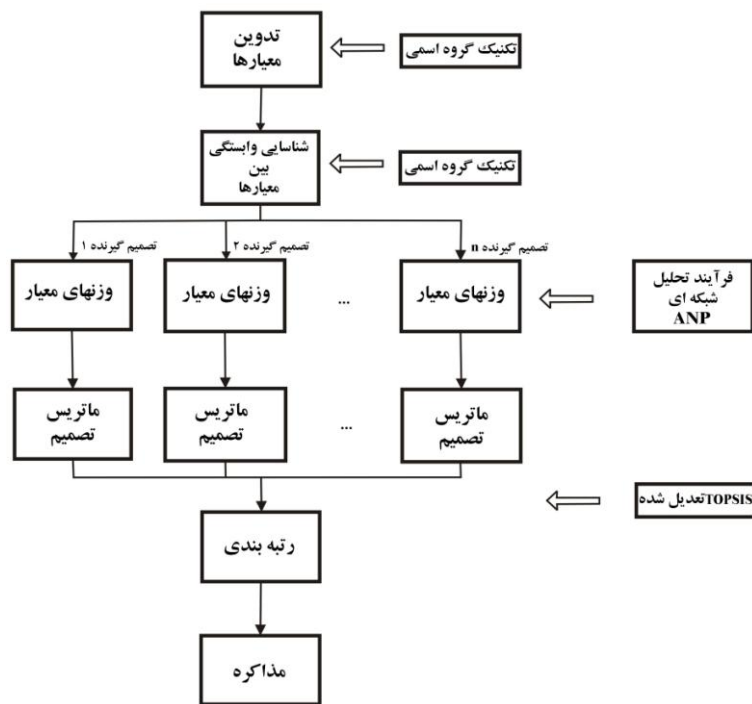 تدوین
معیارها
تکنیک گروه اسمی
شناسایی وابستگی
بین
معیارها
تکنیک گروه اسمی
تصمیم گیرنده ۱
تصمیم گیرنده ۲
تصمیم گیرنده n
وزنهای معیار
وزنهای معیار
...
وزنهای معیار
فرآیند تحلیل
شبکه ای
ANP
ماتریس
تصمیم
ماتریس
تصمیم
...
ماتریس
تصمیم
TOPSISتعدیل شده
رتبه بندی
مذاکره